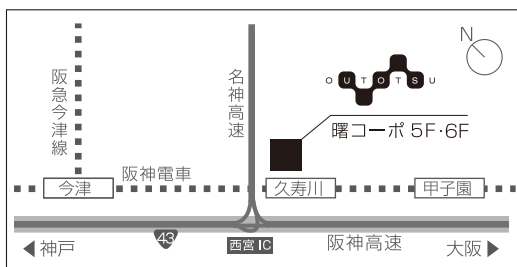 N
阪急今津線
名神高速
OUTOTSU
曙コーポ 5F・6F
阪神電車
今津
久寿川
甲子園
43
西宮 IC
阪神高速
◀神戸
大阪▶